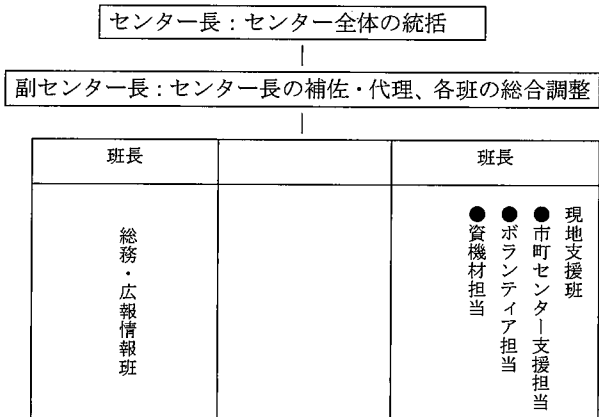 センター長：センター全体の統括
副センター長：センター長の補佐・代理、各班の総合調整
班長
班長
総務・広報情報班
現地支援班
●市町センター支援担当
●ボランティア担当
●資機材担当